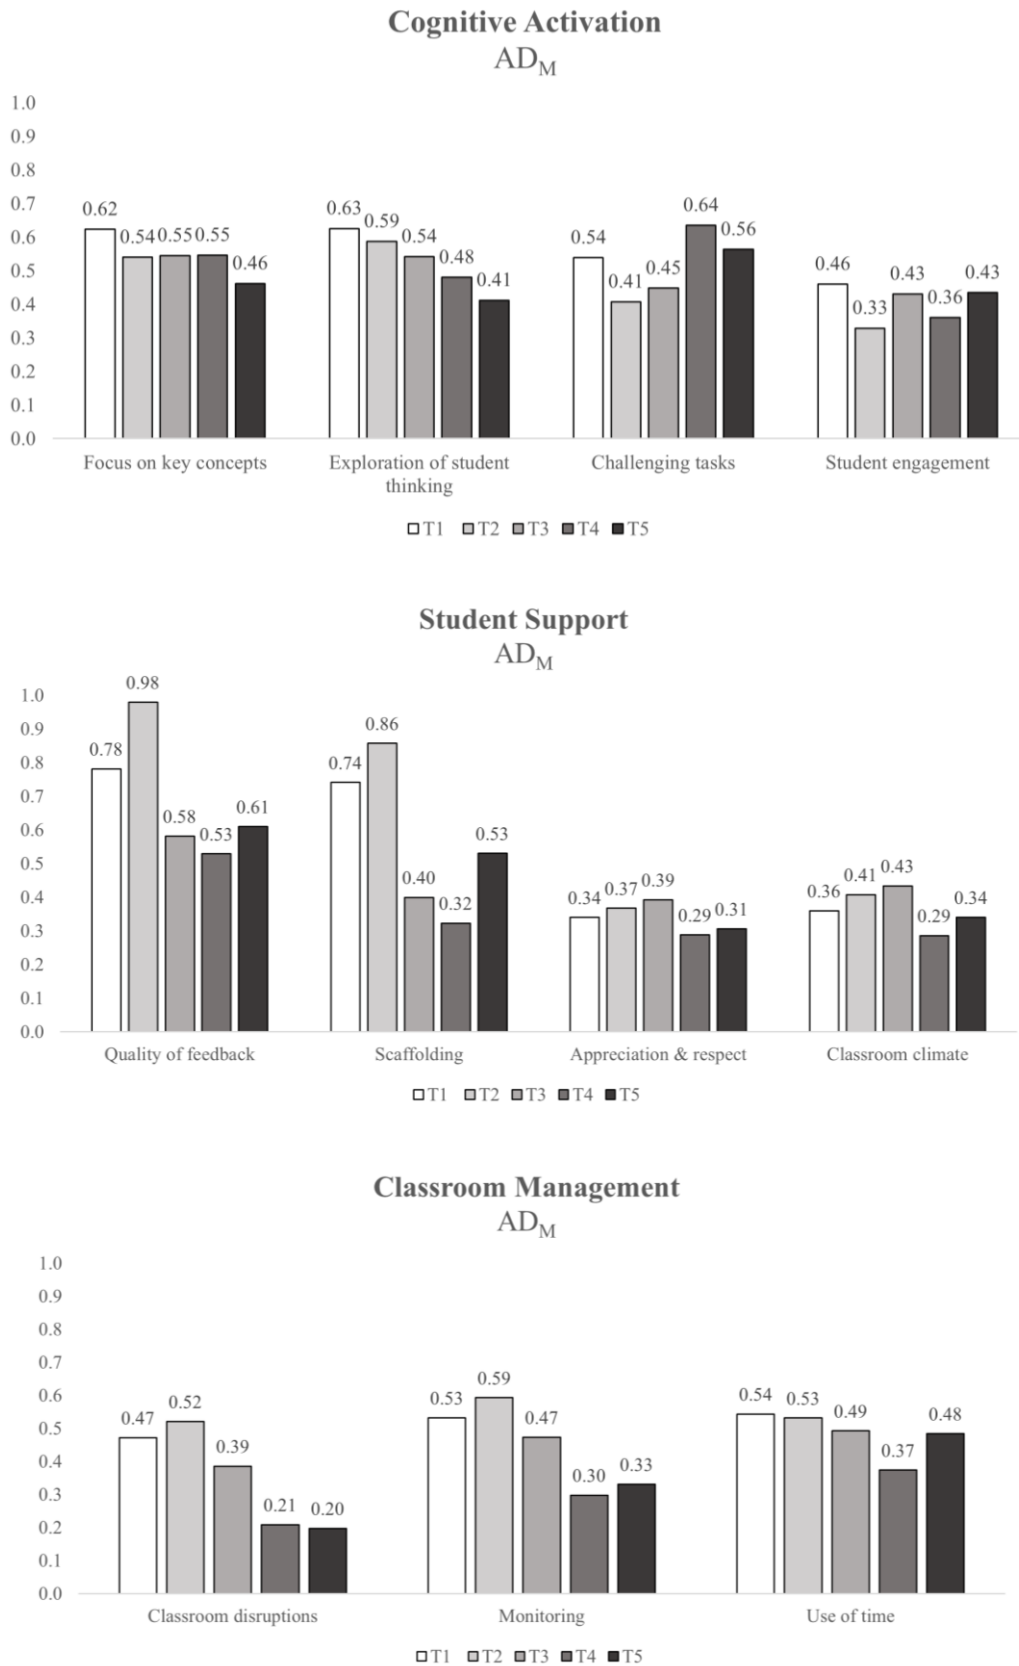 Cognitive Activation
AD_M
1.0
0.9
0.8
0.7
0.6
0.5
0.4
0.3
0.2
0.1
0.0
0.62 0.54 0.55 0.55 0.46
0.63 0.59 0.54 0.48 0.41
0.54 0.41 0.45 0.64 0.56
0.46 0.33 0.43 0.36 0.43
Focus on key concepts
Exploration of student
thinking
Challenging tasks
Student engagement
T1 T2 T3 T4 T5
Student Support
AD_M
1.0
0.9
0.8
0.7
0.6
0.5
0.4
0.3
0.2
0.1
0.0
0.78 0.98 0.58 0.53 0.61
0.74 0.86 0.40 0.32 0.53
0.34 0.37 0.39 0.29 0.31
0.36 0.41 0.43 0.29 0.34
Quality of feedback
Scaffolding
Appreciation & respect
Classroom climate
T1 T2 T3 T4 T5
Classroom Management
AD_M
1.0
0.9
0.8
0.7
0.6
0.5
0.4
0.3
0.2
0.1
0.0
0.47 0.52 0.39 0.21 0.20
0.53 0.59 0.47 0.30 0.33
0.54 0.53 0.49 0.37 0.48
Classroom disruptions
Monitoring
Use of time
T1 T2 T3 T4 T5